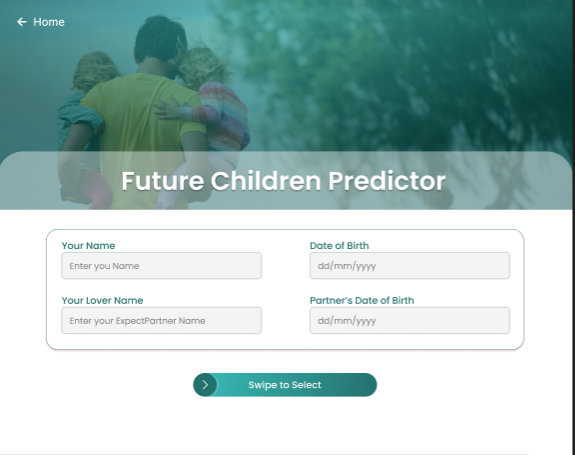 ← Home
Future Children Predictor
Your Name
Date of Birth
Enter you Name
dd/mm/yyyy
Your Lover Name
Partner's Date of Birth
Enter your ExpectPartner Name
dd/mm/yyyy
Swipe to Select